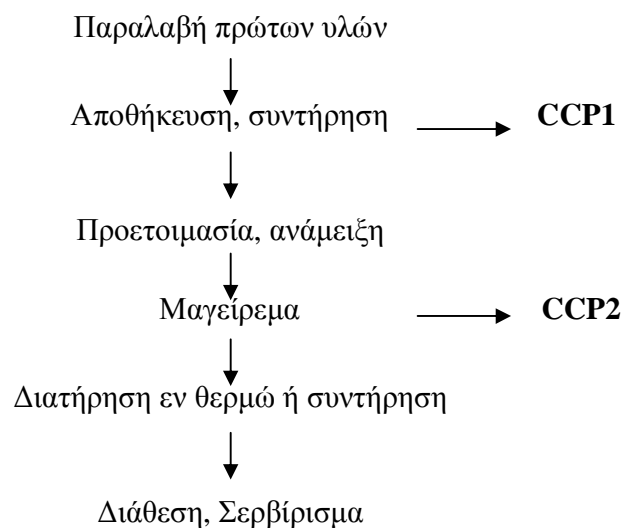 Παραλαβή πρώτων υλών
Αποθήκευση, συντήρηση CCP1
Προετοιμασία, ανάμειξη
Μαγείρεμα CCP2
Διατήρηση εν θερμώ ή συντήρηση
Διάθεση, Σερβίρισμα